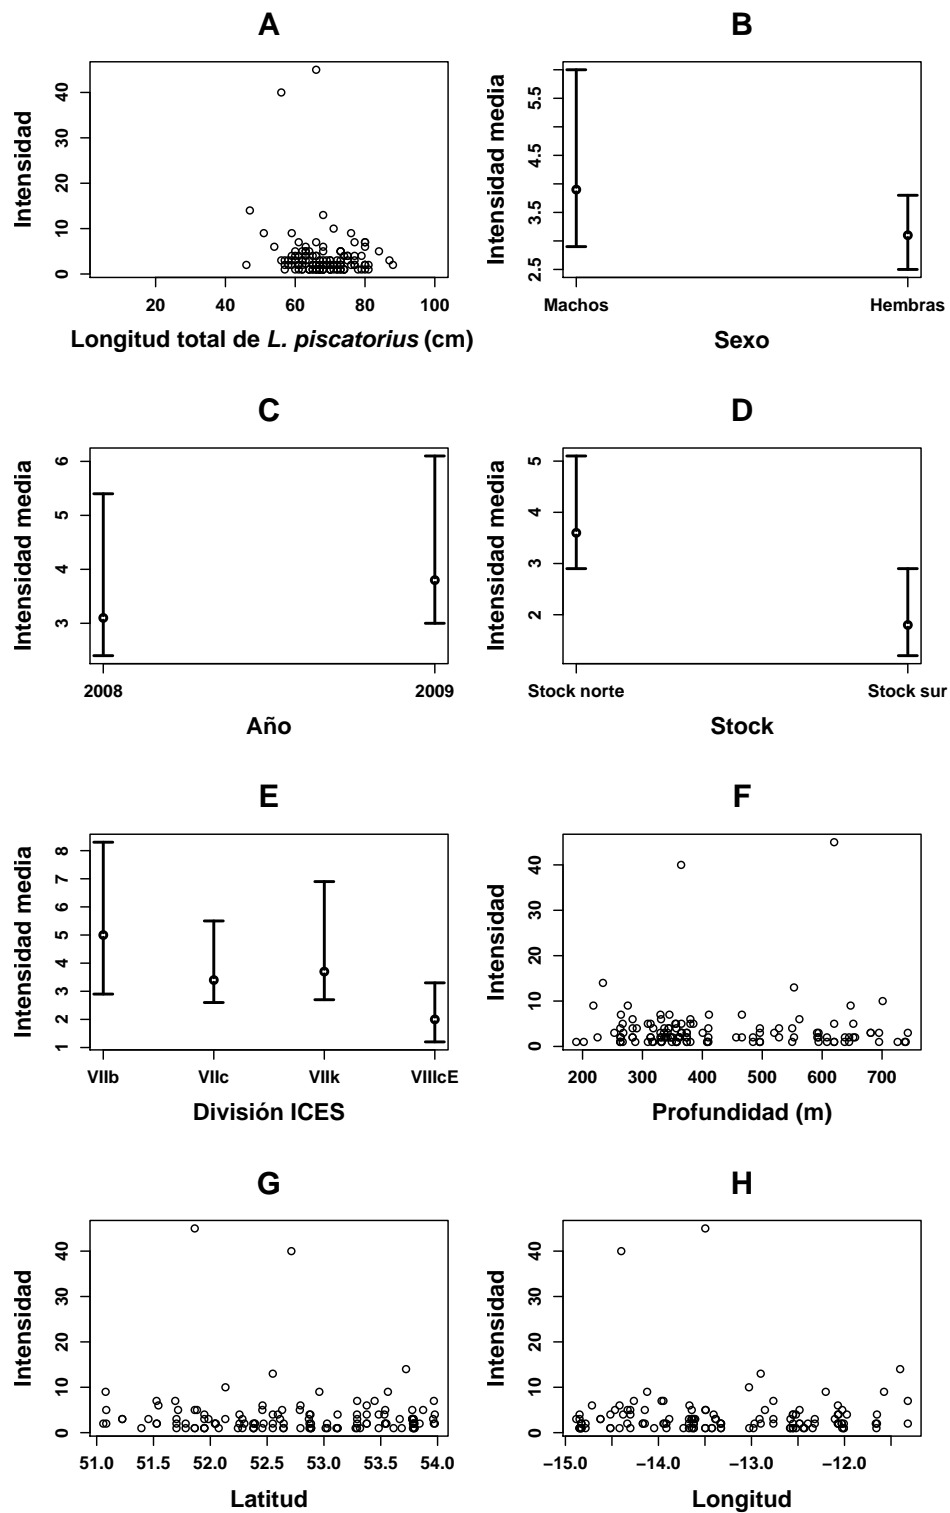 A
Intensidad
0 10 20 30 40
20 40 60 80 100
Longitud total de L. piscatorius (cm)
B
Intensidad media
2.5 3.5 4.5 5.5
Machos Hembras
Sexo
C
Intensidad media
3 4 5 6
2008 2009
Año
D
Intensidad media
2 3 4 5
Stock norte Stock sur
Stock
E
Intensidad media
1 2 3 4 5 6 7 8
VIIb VIIc VIIk VIIIcE
División ICES
F
Intensidad
0 10 20 30 40
200 300 400 500 600 700
Profundidad (m)
G
Intensidad
0 10 20 30 40
51.0 51.5 52.0 52.5 53.0 53.5 54.0
Latitud
H
Intensidad
0 10 20 30 40
−15.0 −14.0 −13.0 −12.0
Longitud